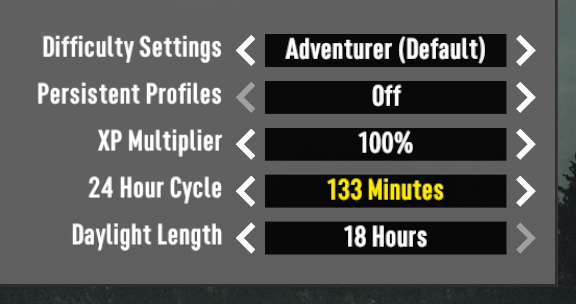 Difficulty Settings Adventurer (Default)
Persistent Profiles Off
XP Multiplier 100%
24 Hour Cycle 133 Minutes
Daylight Length 18 Hours